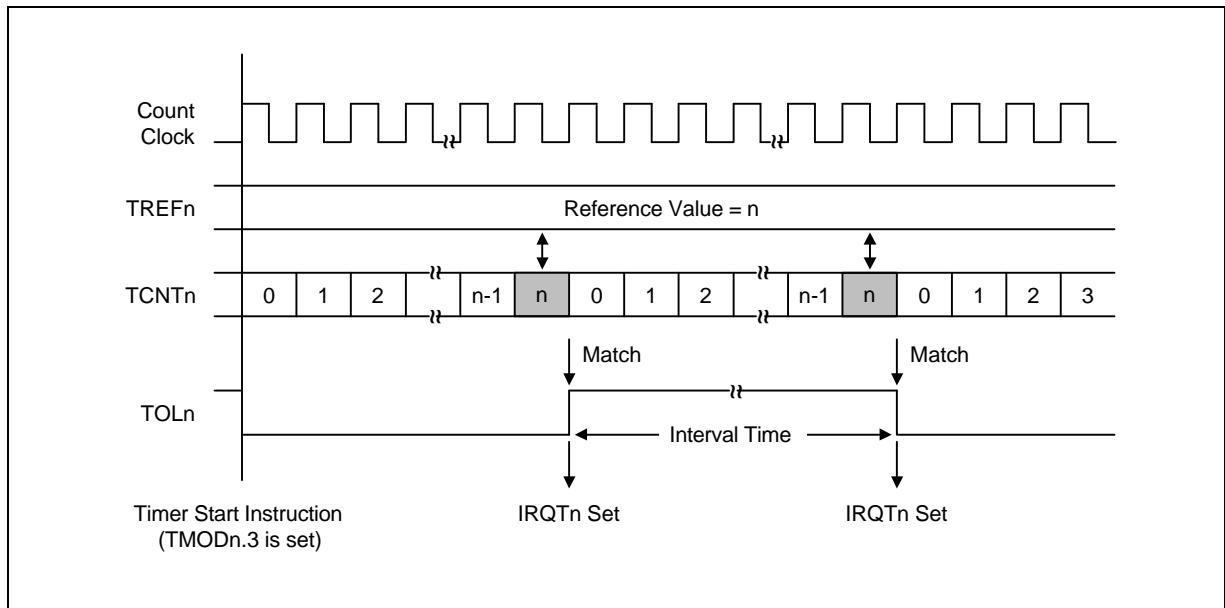 Count
Clock
TREFn
Reference Value = n
TCNTn
0 1 2 n-1 n 0 1 2 n-1 n 0 1 2 3
Match Match
TOLn
Interval Time
Timer Start Instruction
(TMODn.3 is set)
IRQTn Set IRQTn Set